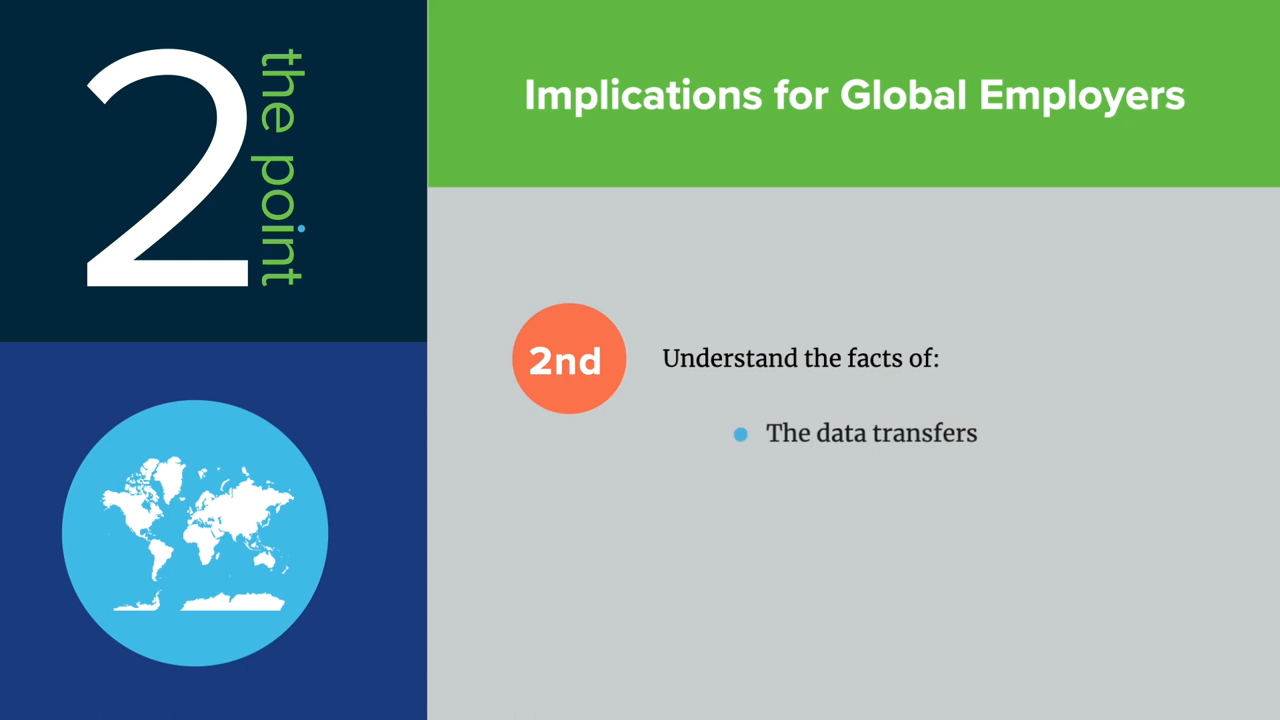 2
the point
Implications for Global Employers
2nd
Understand the facts of:
The data transfers